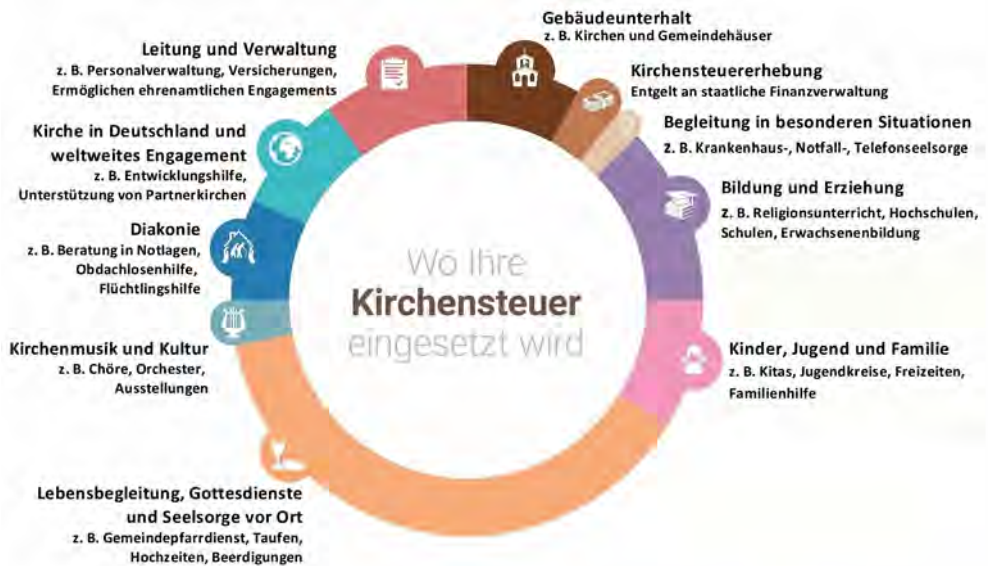 Gebäudeunterhalt
z. B. Kirchen und Gemeindehäuser
Leitung und Verwaltung
z. B. Personalverwaltung, Versicherungen,
Ermöglichen ehrenamtlichen Engagements
Kirchensteuererhebung
Entgelt an staatliche Finanzverwaltung
Begleitung in besonderen Situationen
z. B. Krankenhaus-, Notfall-, Telefonseelsorge
Kirche in Deutschland und
weltweites Engagement
z. B. Entwicklungshilfe,
Unterstützung von Partnerkirchen
Bildung und Erziehung
z. B. Religionsunterricht, Hochschulen,
Schulen, Erwachsenenbildung
Diakonie
z. B. Beratung in Notlagen,
Obdachlosenhilfe,
Flüchtlingshilfe
Wo Ihre
Kirchensteuer
eingesetzt wird
Kirchenmusik und Kultur
z. B. Chöre, Orchester,
Ausstellungen
Kinder, Jugend und Familie
z. B. Kitas, Jugendkreise, Freizeiten,
Familienhilfe
Lebensbegleitung, Gottesdienste
und Seelsorge vor Ort
z. B. Gemeindepfarrdienst, Taufen,
Hochzeiten, Beerdigungen